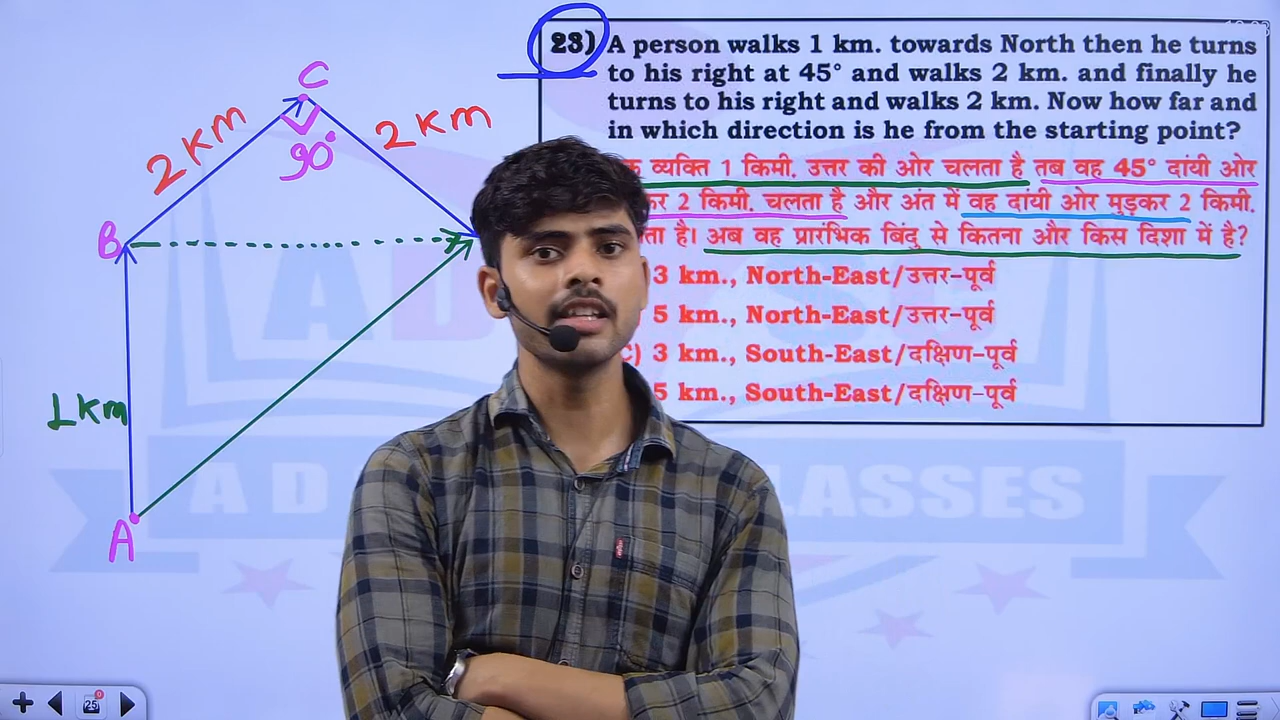 23) A person walks 1 km. towards North then he turns
to his right at 45° and walks 2 km. and finally he
turns to his right and walks 2 km. Now how far and
in which direction is he from the starting point?
व्यक्ति 1 किमी. उत्तर की ओर चलता है तब वह 45° दांयी ओर
2 किमी. चलता है और अंत में वह दांयी ओर मुड़कर 2 किमी.
है। अब वह प्रारंभिक बिंदु से कितना और किस दिशा में है?
3 km., North-East/उत्तर-पूर्व
5 km., North-East/उत्तर-पूर्व
C) 3 km., South-East/दक्षिण-पूर्व
5 km., South-East/दक्षिण-पूर्व
C
2 km
2 km
90°
B
1 km
A
A D CLASSES
25